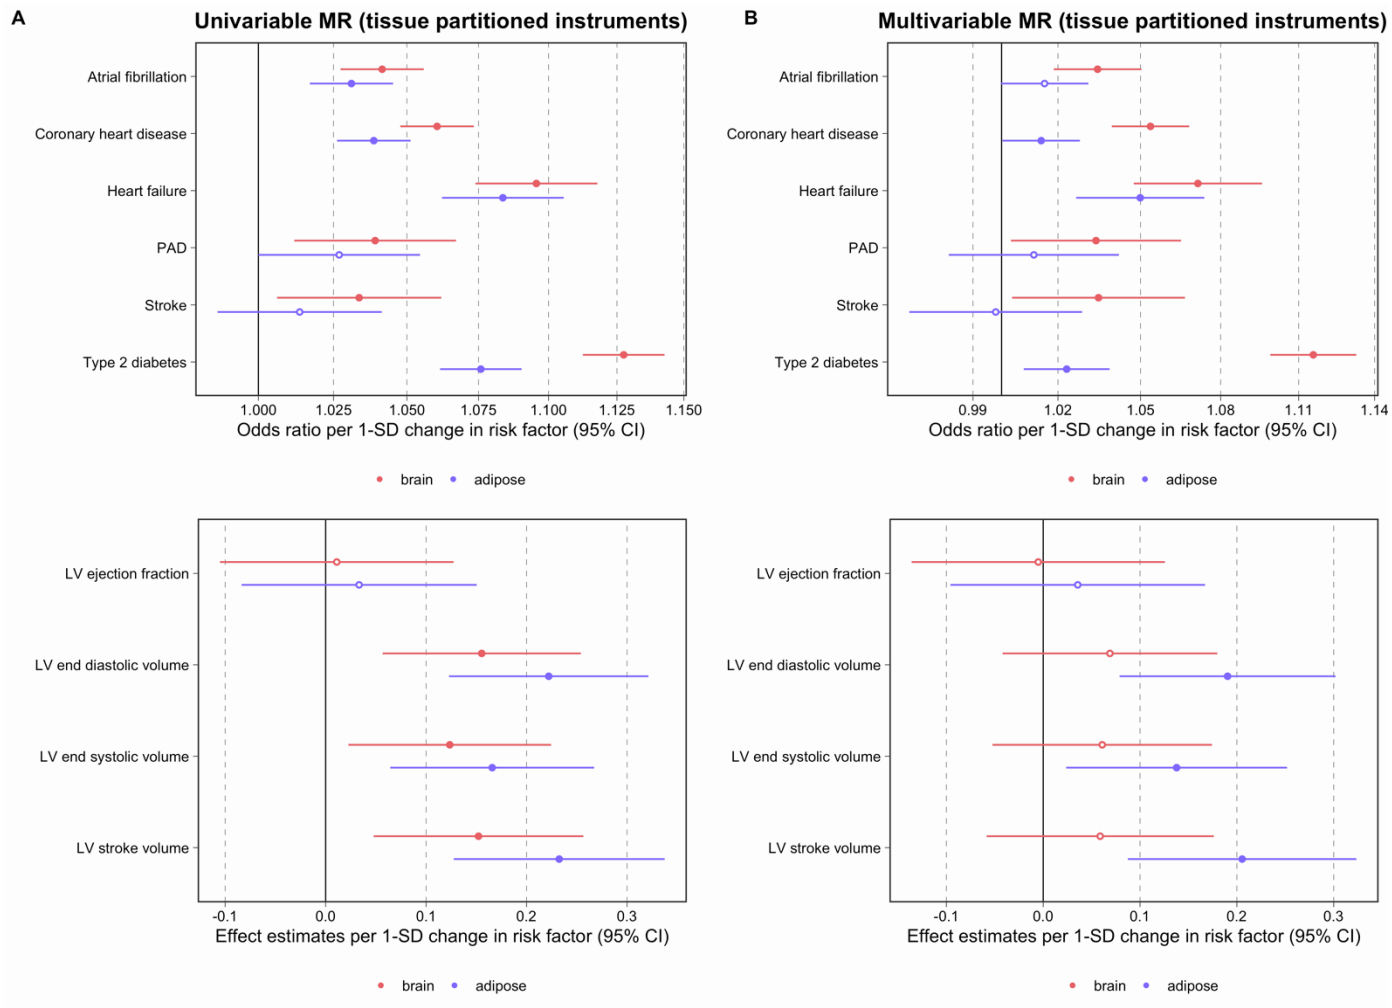 A
Univariable MR (tissue partitioned instruments)
Atrial fibrillation
Coronary heart disease
Heart failure
PAD
Stroke
Type 2 diabetes
1.000 1.025 1.050 1.075 1.100 1.125 1.150
Odds ratio per 1-SD change in risk factor (95% CI)
brain adipose
LV ejection fraction
LV end diastolic volume
LV end systolic volume
LV stroke volume
-0.1 0.0 0.1 0.2 0.3
Effect estimates per 1-SD change in risk factor (95% CI)
brain adipose
B
Multivariable MR (tissue partitioned instruments)
Atrial fibrillation
Coronary heart disease
Heart failure
PAD
Stroke
Type 2 diabetes
0.99 1.02 1.05 1.08 1.11 1.14
Odds ratio per 1-SD change in risk factor (95% CI)
brain adipose
LV ejection fraction
LV end diastolic volume
LV end systolic volume
LV stroke volume
-0.1 0.0 0.1 0.2 0.3
Effect estimates per 1-SD change in risk factor (95% CI)
brain adipose